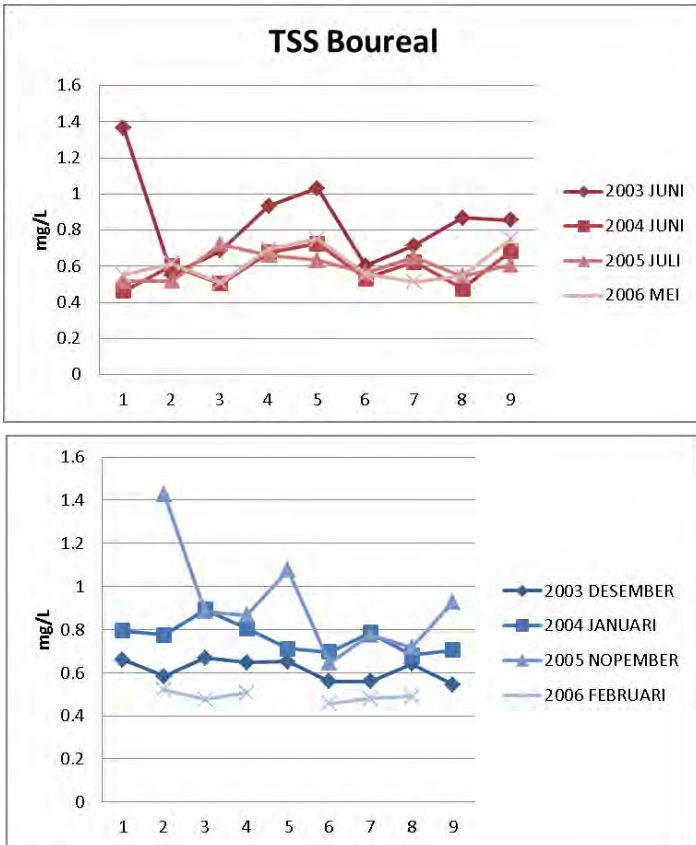 TSS Boureal
1.6
1.4
1.2
1
0.8
0.6
0.4
0.2
0
mg/L
1 2 3 4 5 6 7 8 9
2003 JUNI
2004 JUNI
2005 JULI
2006 MEI
1.6
1.4
1.2
1
0.8
0.6
0.4
0.2
0
mg/L
1 2 3 4 5 6 7 8 9
2003 DESEMBER
2004 JANUARI
2005 NOPEMBER
2006 FEBRUARI